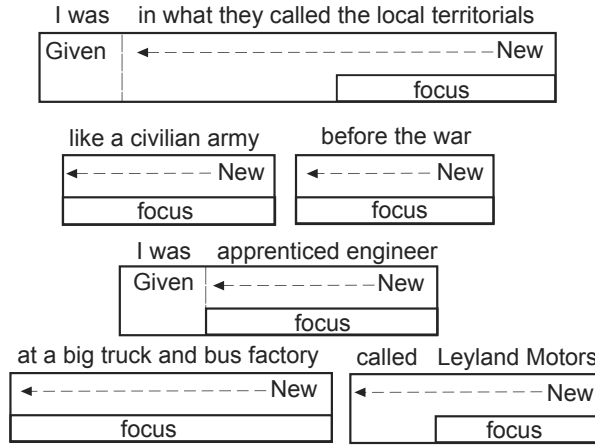 I was in what they called the local territorials
Given New
focus
like a civilian army before the war
New New
focus focus
I was apprenticed engineer
Given New
focus
at a big truck and bus factory called Leyland Motors
New New
focus focus